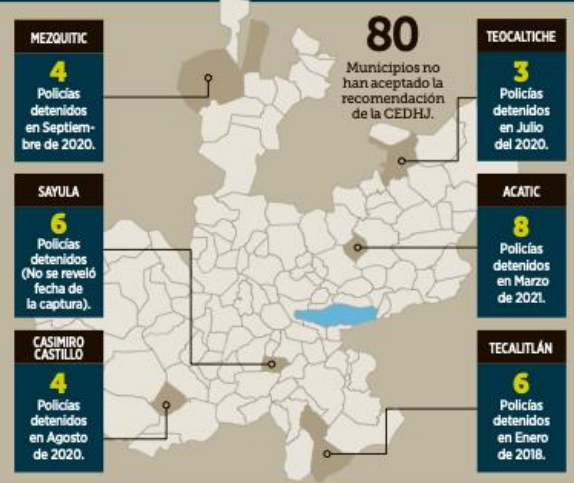 MEZQUITIC
4
Policías
detenidos
en Septiem-
bre de 2020.
80
Municipios no
han aceptado la
recomendación
de la CEDHJ.
TEOCALTICHE
3
Policías
detenidos
en Julio
del 2020.
SAYULA
6
Policías
detenidos
(No se reveló
fecha de
la captura).
ACATIC
8
Policías
detenidos
en Marzo
de 2021.
CASIMIRO
CASTILLO
4
Policías
detenidos
en Agosto
de 2020.
TECALITLÁN
6
Policías
detenidos
en Enero
de 2018.